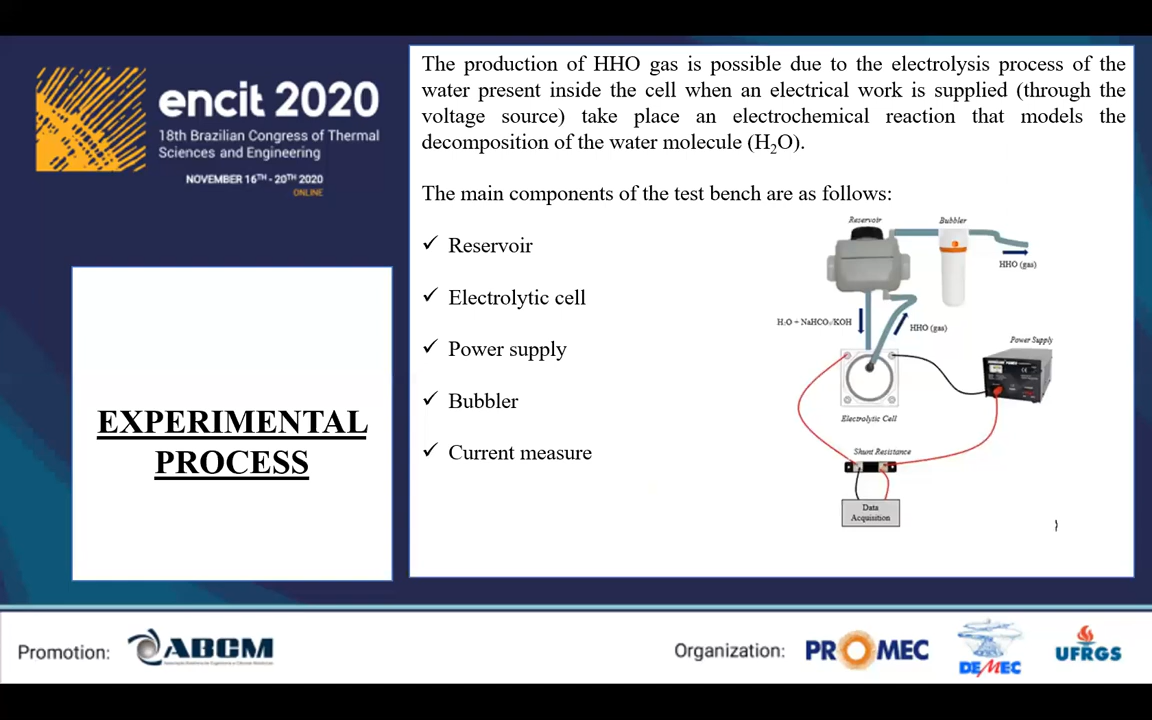 encit 2020
18th Brazilian Congress of Thermal
Sciences and Engineering
NOVEMBER 16TH - 20TH 2020
ONLINE
EXPERIMENTAL
PROCESS
The production of HHO gas is possible due to the electrolysis process of the
water present inside the cell when an electrical work is supplied (through the
voltage source) take place an electrochemical reaction that models the
decomposition of the water molecule (H2O).
The main components of the test bench are as follows:
✓ Reservoir
✓ Electrolytic cell
✓ Power supply
✓ Bubbler
✓ Current measure
Reservoir
Bubbler
HHO (gas)
H2O + NaHCO3/KOH
HHO (gas)
Power Supply
Electrolytic Cell
Shunt Resistance
Data
Acquisition
Promotion:
ABCM
Organization:
PROMEC
DEMEC
UFRGS